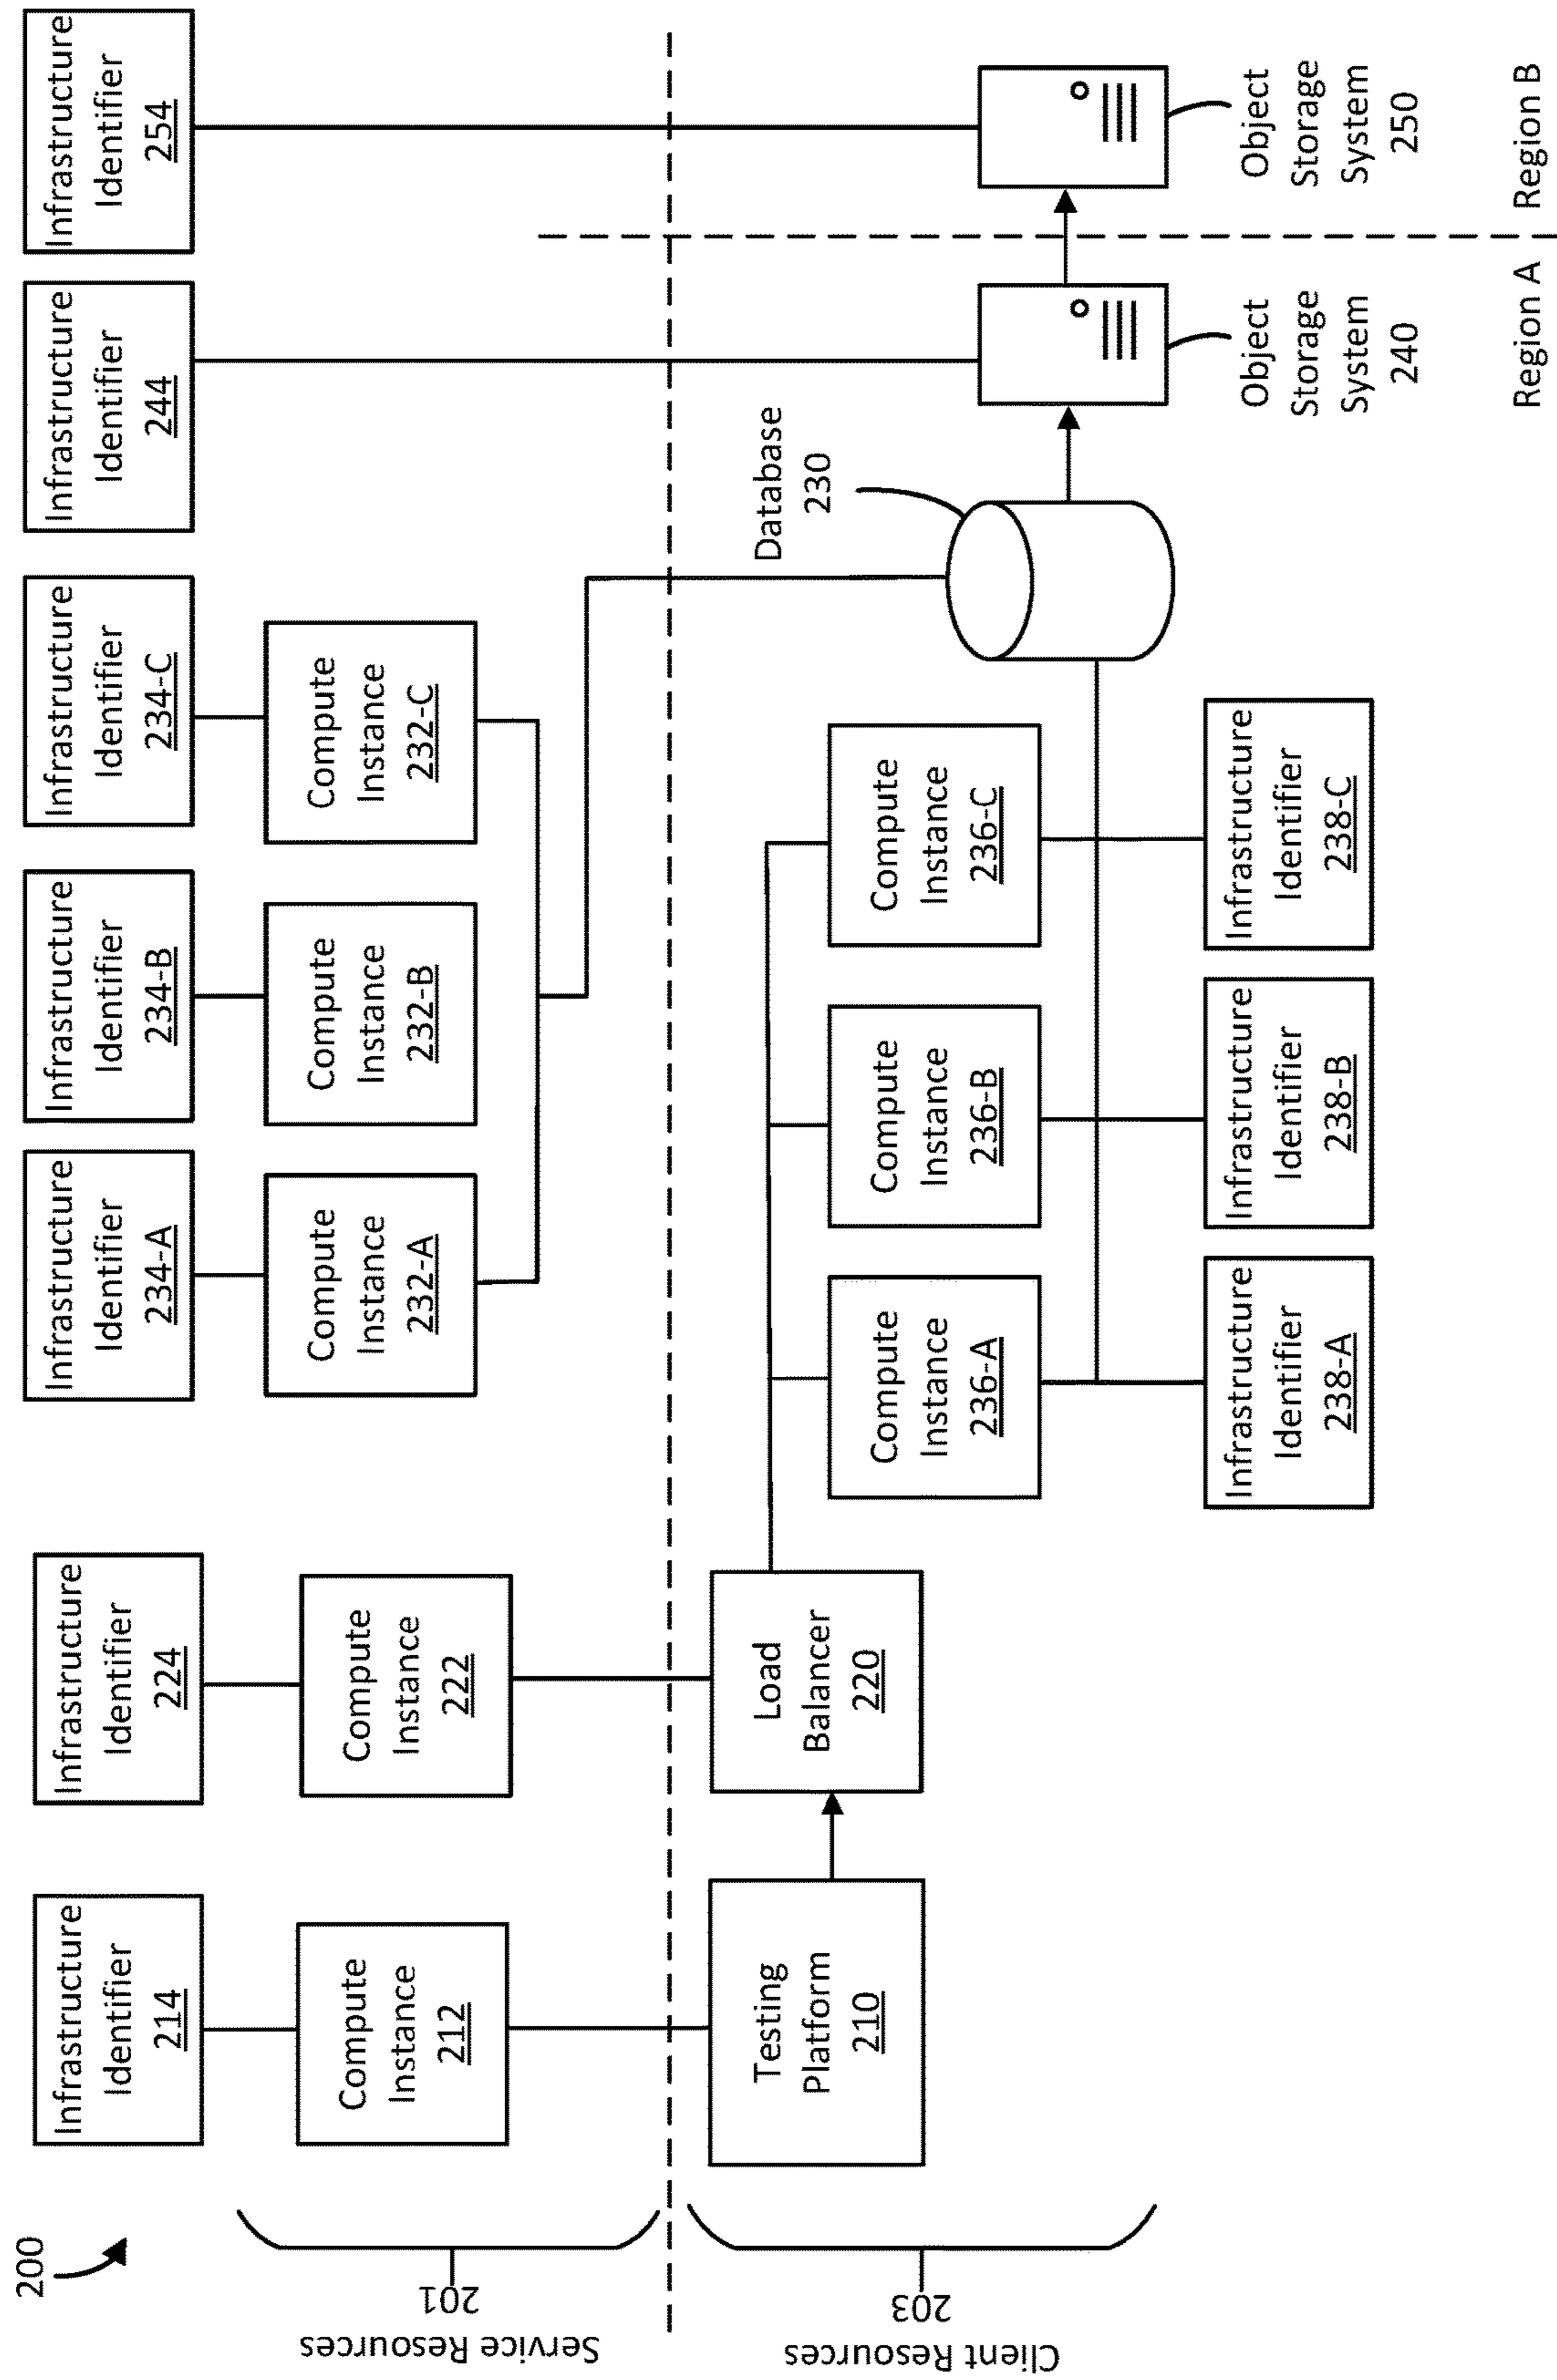 200
Infrastructure
Identifier
214
Infrastructure
Identifier
224
Infrastructure
Identifier
234-A
Infrastructure
Identifier
234-B
Infrastructure
Identifier
234-C
Infrastructure
Identifier
244
Infrastructure
Identifier
254
Service Resources
201
Compute
Instance
212
Compute
Instance
222
Compute
Instance
232-A
Compute
Instance
232-B
Compute
Instance
232-C
Client Resources
203
Testing
Platform
210
Load
Balancer
220
Database
230
Compute
Instance
236-A
Compute
Instance
236-B
Compute
Instance
236-C
Infrastructure
Identifier
238-A
Infrastructure
Identifier
238-B
Infrastructure
Identifier
238-C
Object
Storage
System
240
Object
Storage
System
250
Region A
Region B